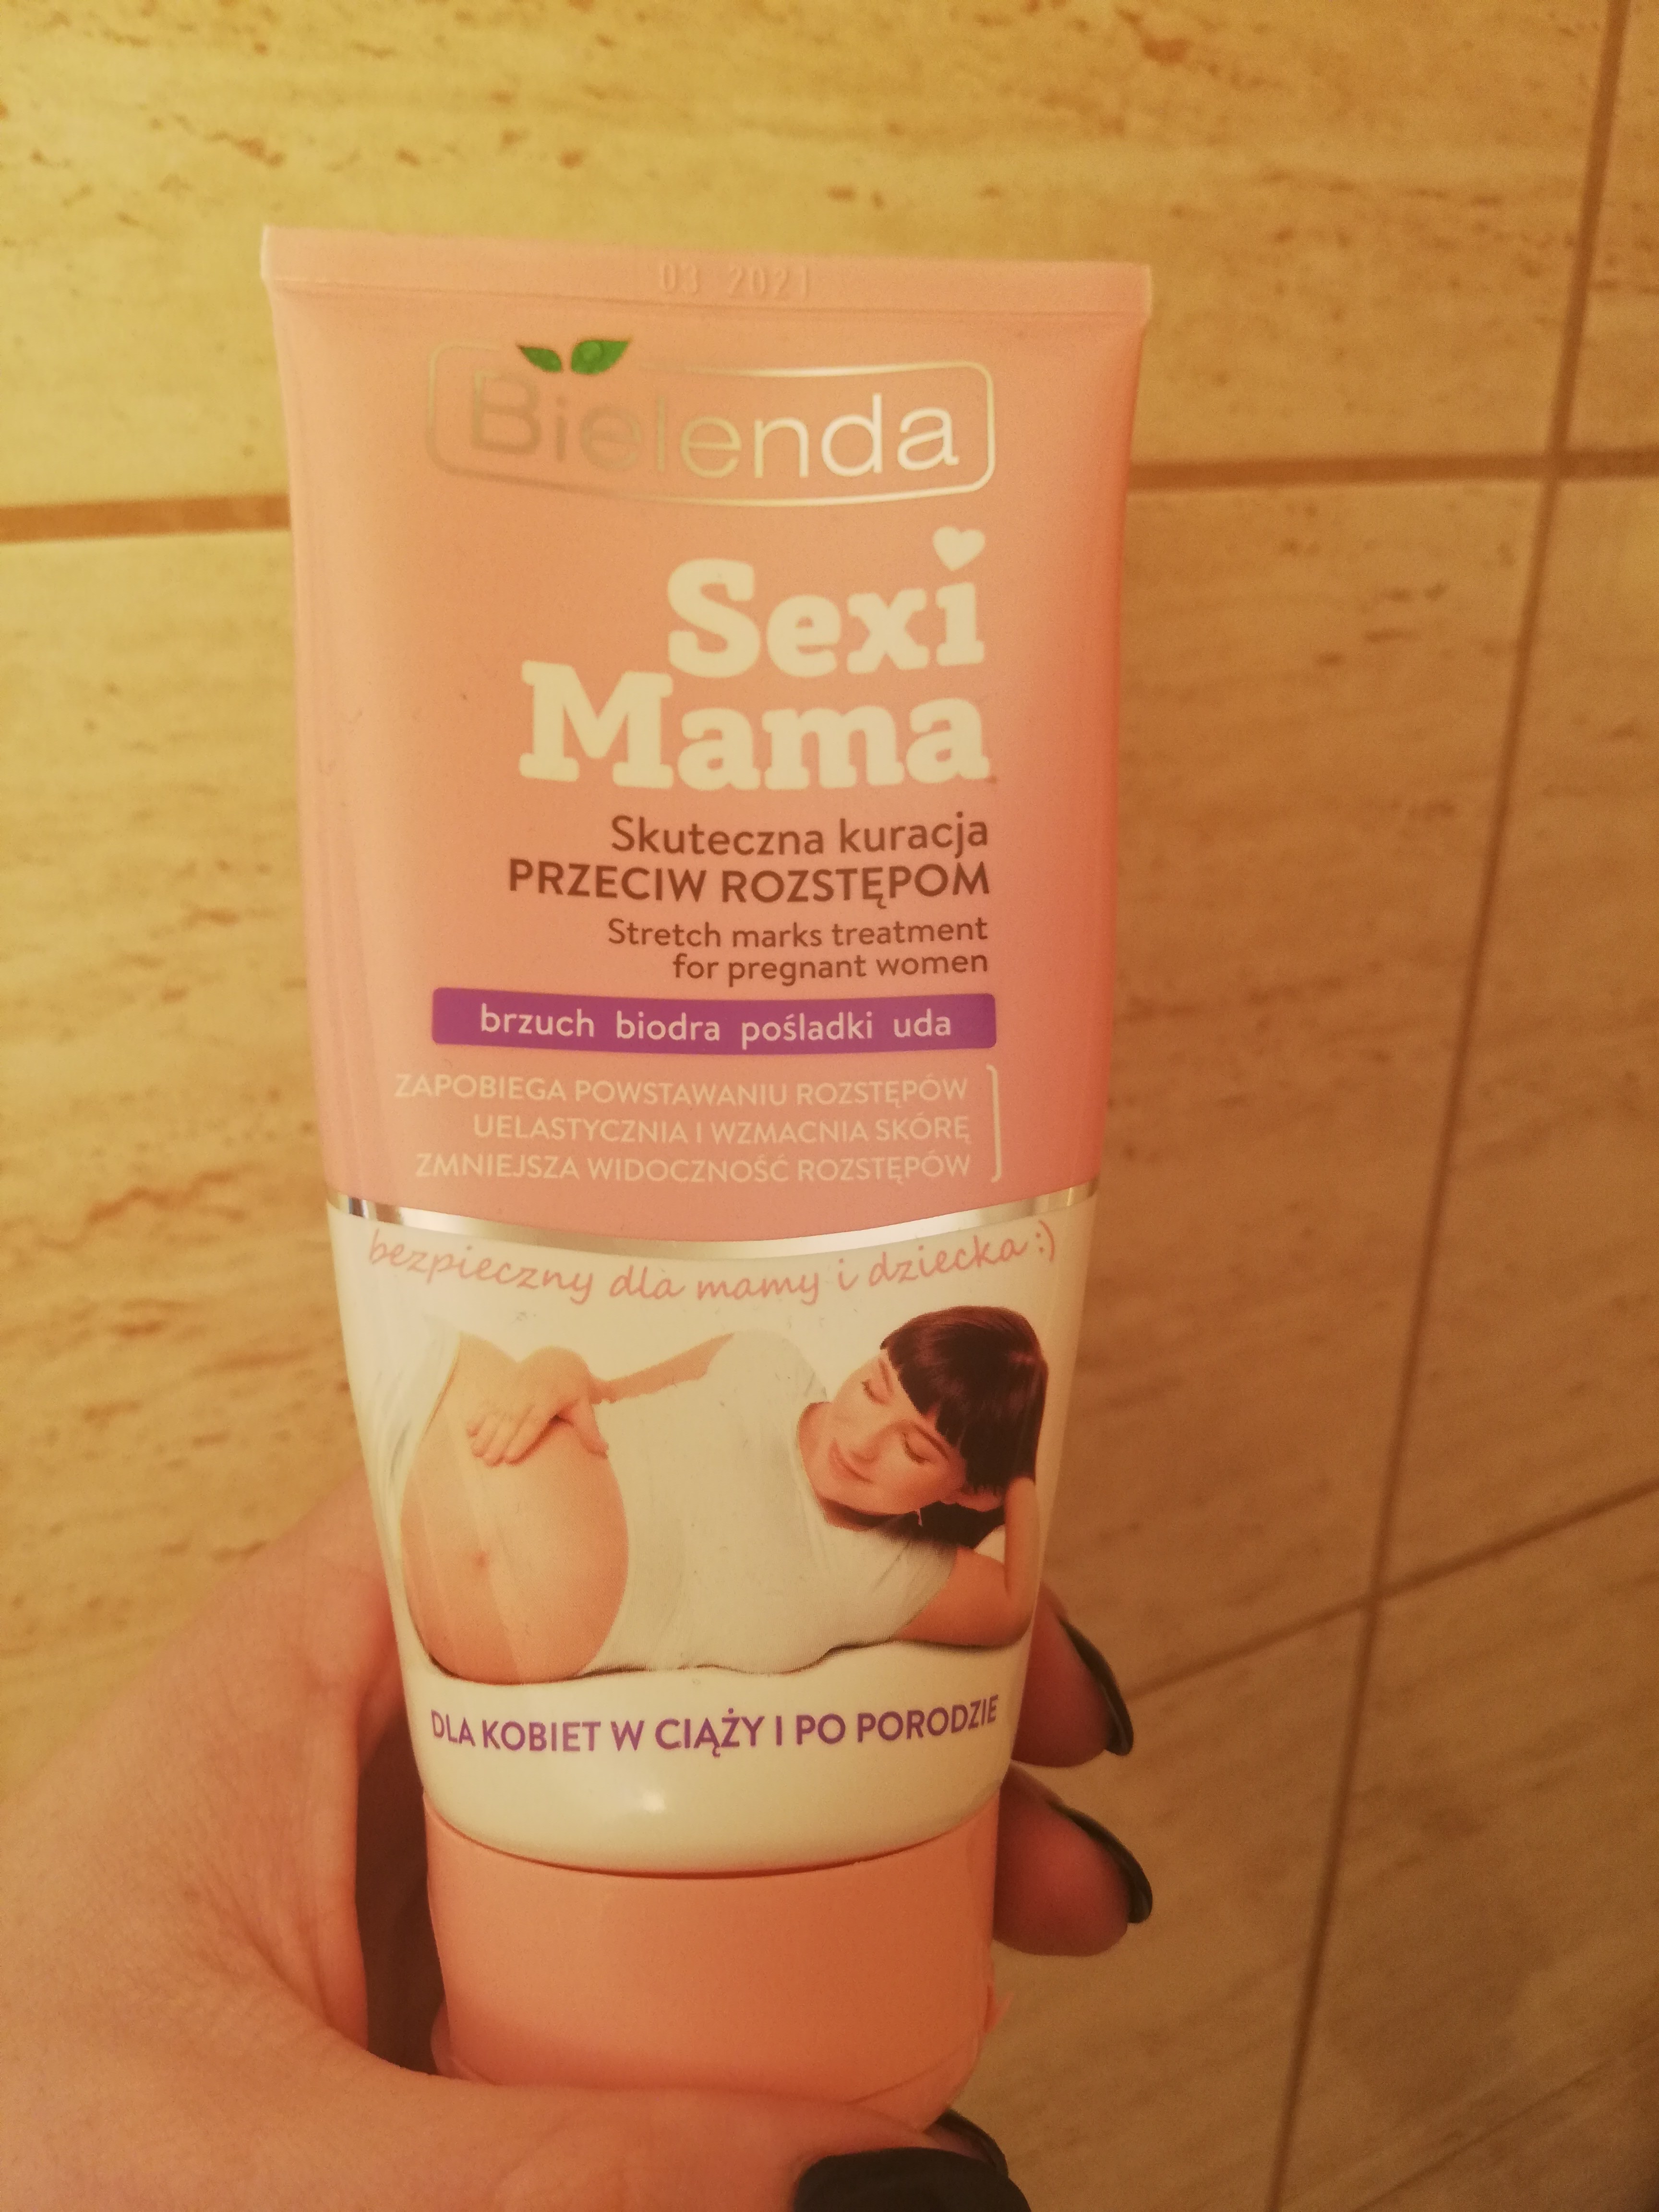 03 2021
Bielenda
Sexi
Mama
Skuteczna kuracja
PRZECIW ROZSTĘPOM
Stretch marks treatment
for pregnant women
brzuch biodra pośladki uda
ZAPOBIEGA POWSTAWANIU ROZSTĘPÓW
UELASTYCZNIA I WZMACNIA SKÓRĘ
ZMNIEJSZA WIDOCZNOŚĆ ROZSTĘPÓW
bezpieczny dla mamy i dziecka :)
DLA KOBIET W CIĄŻY I PO PORODZIE